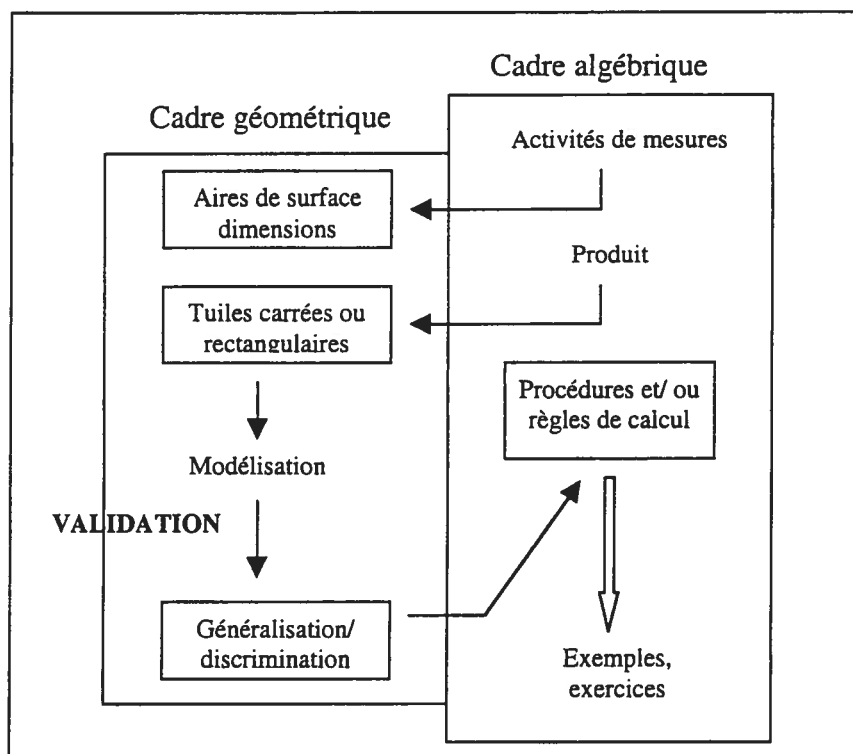 Cadre algébrique
Cadre géométrique
Activités de mesures
Aires de surface
dimensions
Produit
Tuiles carrées ou
rectangulaires
Procédures et/ ou
règles de calcul
Modélisation
VALIDATION
Généralisation/
discrimination
Exemples,
exercices